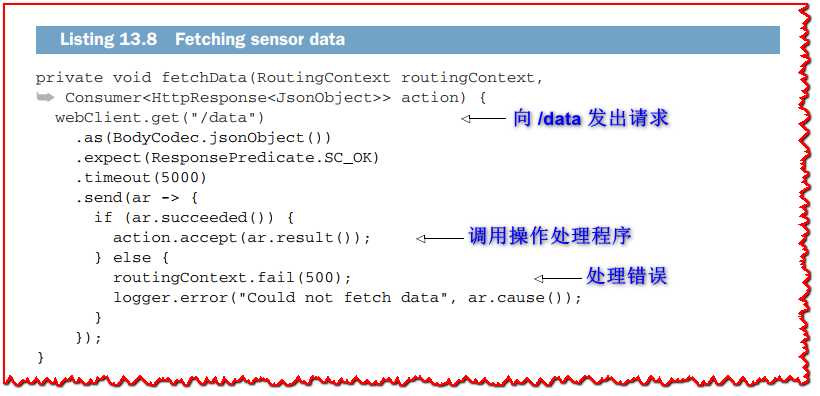 Listing 13.8 Fetching sensor data
private void fetchData(RoutingContext routingContext,
➥ Consumer<HttpResponse<JsonObject>> action) {
webClient.get("/data") 向 /data 发出请求
.as(BodyCodec.jsonObject())
.expect(ResponsePredicate.SC_OK)
.timeout(5000)
.send(ar -> {
if (ar.succeeded()) {
action.accept(ar.result()); 调用操作处理程序
} else {
routingContext.fail(500); 处理错误
logger.error("Could not fetch data", ar.cause());
}
});
}